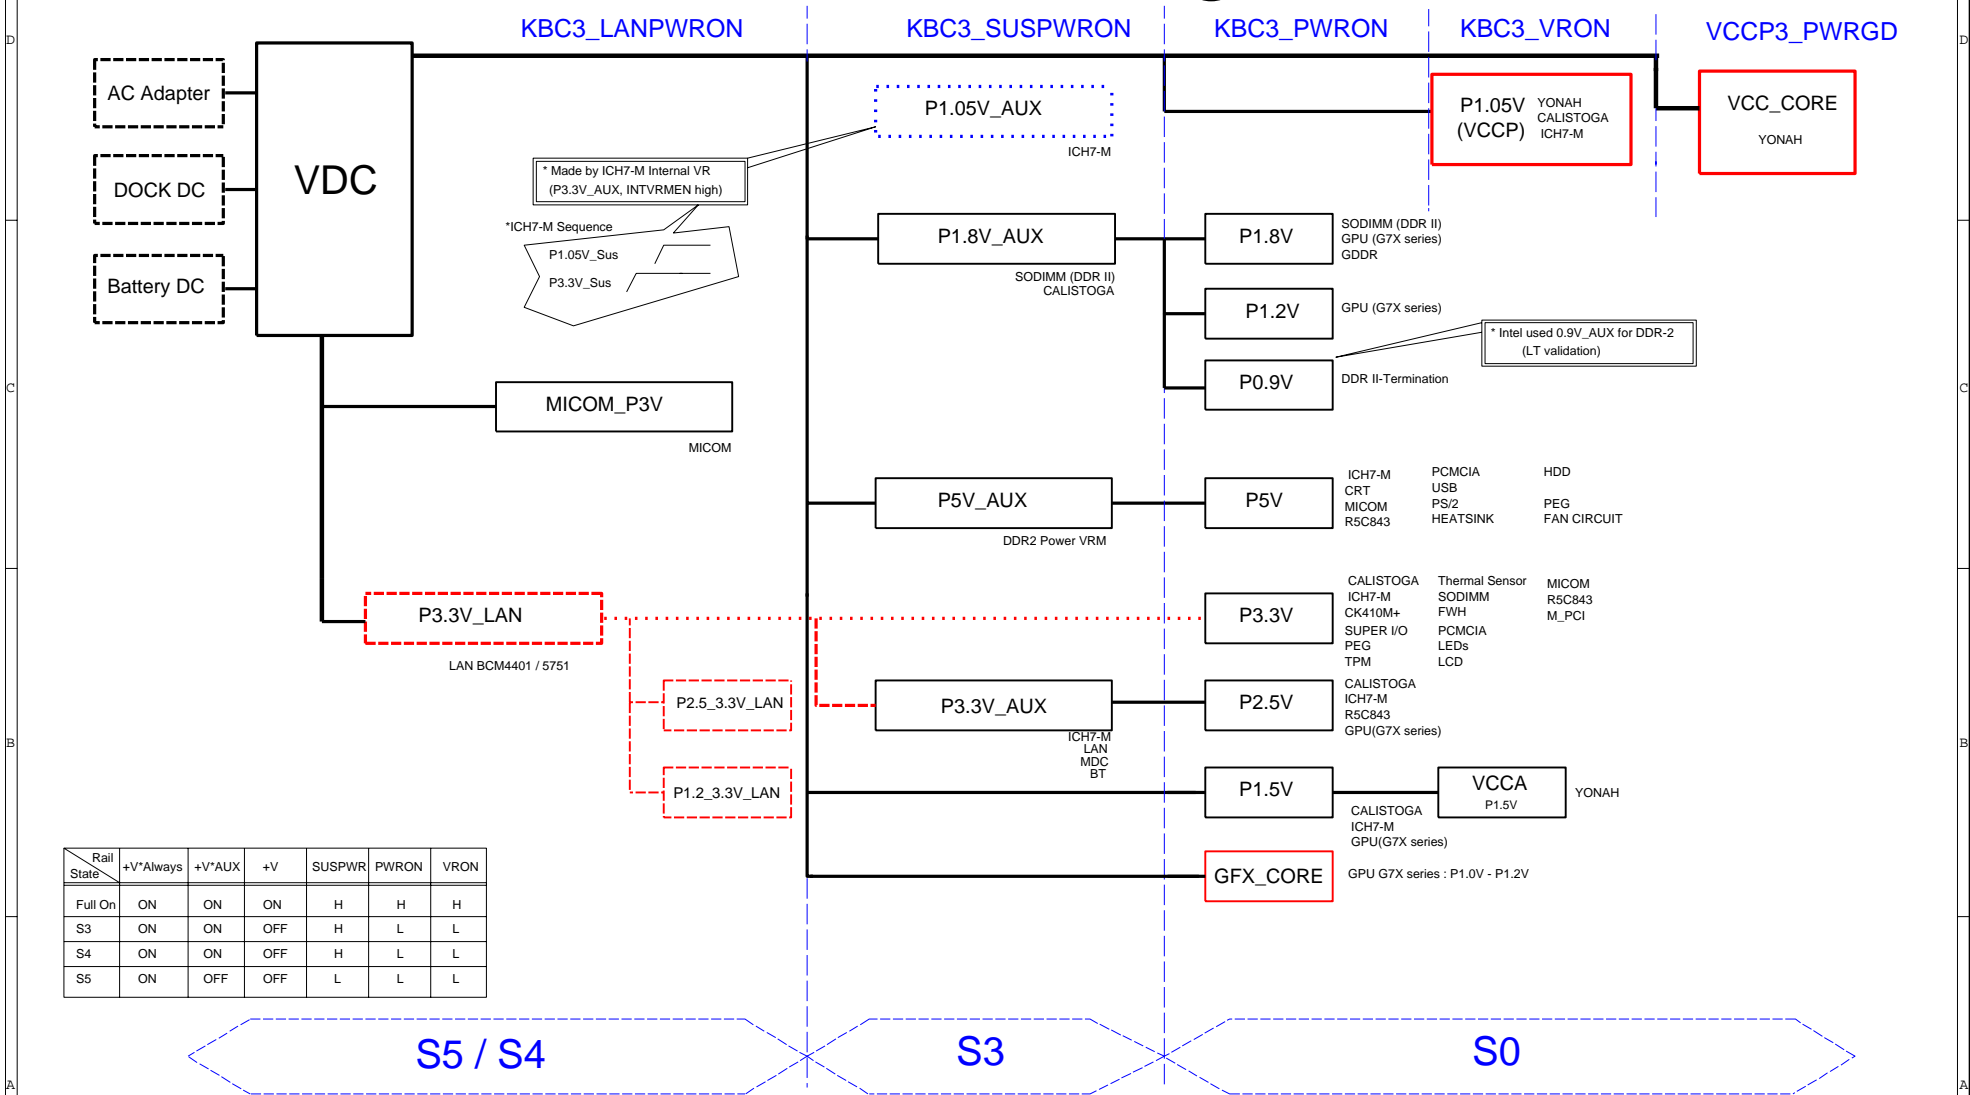 KBC3_LANPWRON
KBC3_SUSPWRON
KBC3_PWRON
KBC3_VRON
VCCP3_PWRGD
D
D
AC Adapter
DOCK DC
Battery DC
VDC
P1.05V_AUX
ICH7-M
* Made by ICH7-M Internal VR
(P3.3V_AUX, INTVRMEN high)
*ICH7-M Sequence
P1.05V_Sus
P3.3V_Sus
P1.05V
(VCCP)
YONAH
CALISTOGA
ICH7-M
VCC_CORE
YONAH
P1.8V_AUX
SODIMM (DDR II)
CALISTOGA
P1.8V
SODIMM (DDR II)
GPU (G7X series)
GDDR
P1.2V
GPU (G7X series)
* Intel used 0.9V_AUX for DDR-2
(LT validation)
P0.9V
DDR II-Termination
C
C
MICOM_P3V
MICOM
P5V_AUX
DDR2 Power VRM
P5V
ICH7-M
CRT
MICOM
R5C843
PCMCIA
USB
PS/2
HEATSINK
HDD
PEG
FAN CIRCUIT
P3.3V_LAN
LAN BCM4401 / 5751
P3.3V
CALISTOGA
ICH7-M
CK410M+
SUPER I/O
PEG
TPM
Thermal Sensor
SODIMM
FWH
PCMCIA
LEDs
LCD
MICOM
R5C843
M_PCI
P2.5_3.3V_LAN
P3.3V_AUX
ICH7-M
LAN
MDC
BT
P2.5V
CALISTOGA
ICH7-M
R5C843
GPU(G7X series)
B
B
P1.2_3.3V_LAN
P1.5V
CALISTOGA
ICH7-M
GPU(G7X series)
VCCA
P1.5V
YONAH
GFX_CORE
GPU G7X series : P1.0V - P1.2V
Rail
State
+V*Always +V*AUX +V SUSPWR PWRON VRON
Full On ON ON ON H H H
S3 ON ON OFF H L L
S4 ON ON OFF H L L
S5 ON OFF OFF L L L
S5 / S4
S3
S0
A
A